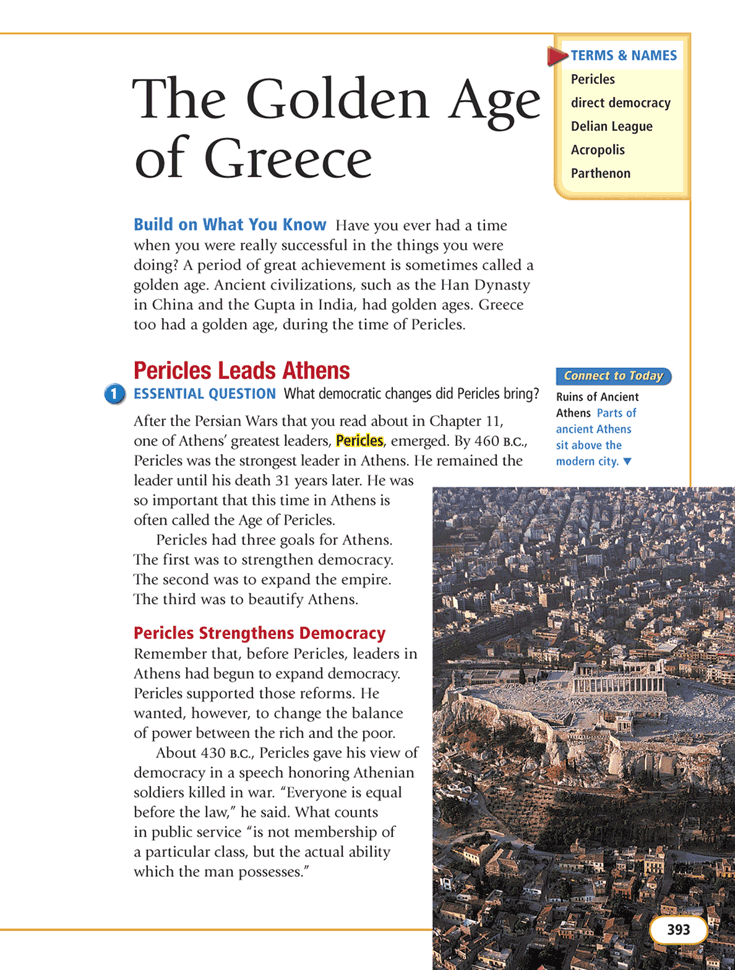 The Golden Age
of Greece
TERMS & NAMES
Pericles
direct democracy
Delian League
Acropolis
Parthenon
Build on What You Know Have you ever had a time
when you were really successful in the things you were
doing? A period of great achievement is sometimes called a
golden age. Ancient civilizations, such as the Han Dynasty
in China and the Gupta in India, had golden ages. Greece
too had a golden age, during the time of Pericles.
Pericles Leads Athens
1 ESSENTIAL QUESTION What democratic changes did Pericles bring?
After the Persian Wars that you read about in Chapter 11,
one of Athens' greatest leaders, Pericles, emerged. By 460 B.C.,
Pericles was the strongest leader in Athens. He remained the
leader until his death 31 years later. He was
so important that this time in Athens is
often called the Age of Pericles.
Pericles had three goals for Athens.
The first was to strengthen democracy.
The second was to expand the empire.
The third was to beautify Athens.
Pericles Strengthens Democracy
Remember that, before Pericles, leaders in
Athens had begun to expand democracy.
Pericles supported those reforms. He
wanted, however, to change the balance
of power between the rich and the poor.
About 430 B.C., Pericles gave his view of
democracy in a speech honoring Athenian
soldiers killed in war. “Everyone is equal
before the law,” he said. What counts
in public service “is not membership of
a particular class, but the actual ability
which the man possesses.”
Connect to Today
Ruins of Ancient
Athens Parts of
ancient Athens
sit above the
modern city. ▼
393